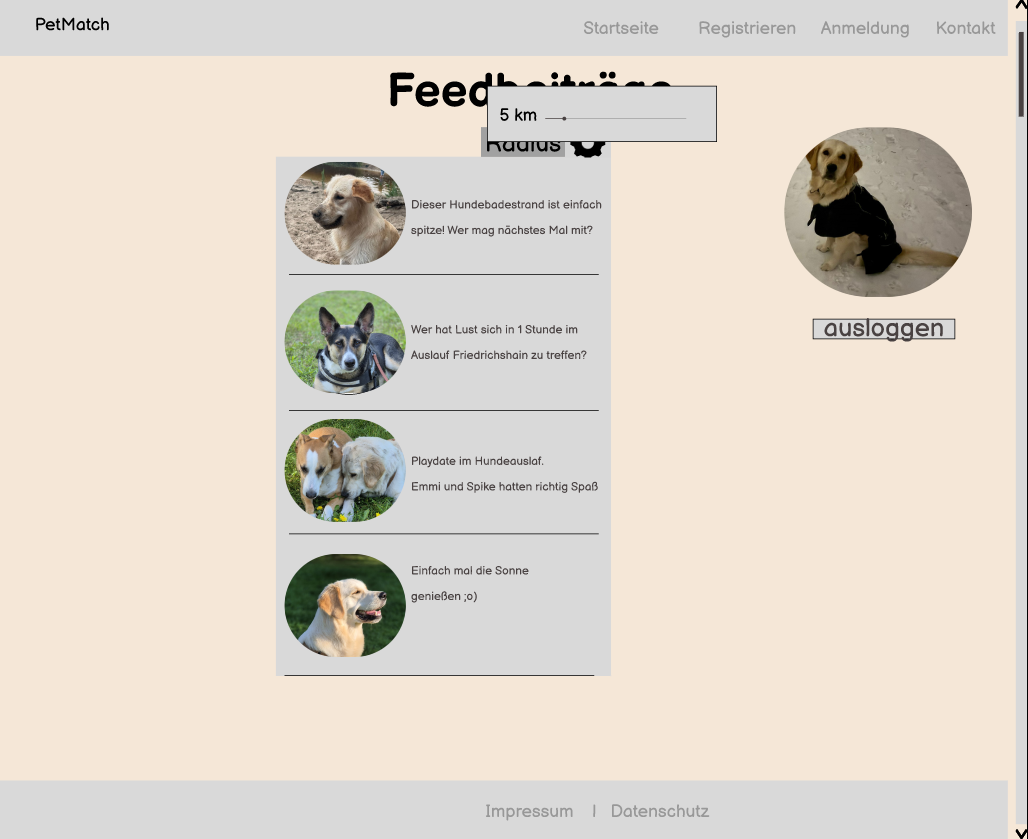 PetMatch
Startseite Registrieren Anmeldung Kontakt
Feedbeiträge
5 km
Radius
Dieser Hundebadestrand ist einfach
spitze! Wer mag nächstes Mal mit?
ausloggen
Wer hat Lust sich in 1 Stunde im
Auslauf Friedrichshain zu treffen?
Playdate im Hundeauslaf.
Emmi und Spike hatten richtig Spaß
Einfach mal die Sonne
genießen ;o)
Impressum | Datenschutz